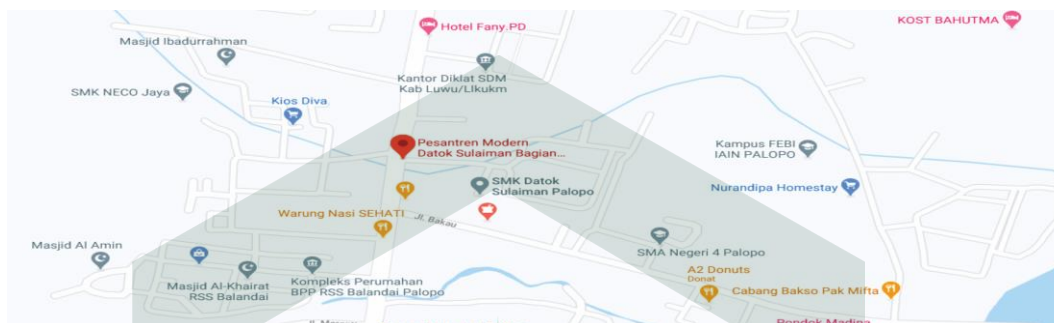 Hotel Fany.PD
KOST BAHUTMA
Masjid Ibadurrahman
Kantor Diklat SDM
Kab Luwu/LIkukm
SMK NECO Jaya
Kios Diva
Pesantren Modern
Datok Sulaiman Bagian...
Kampus FEBI
IAIN PALOPO
SMK Datok
Sulaiman Palopo
Nurandipa Homestay
Warung Nasi SEHATI
Jl. Bakau
Masjid Al Amin
SMA Negeri 4 Palopo
A2 Donuts
Donat
Masjid Al-Khairat
RSS Balandai
Kompleks Perumahan
BPP RSS Balandai Palopo
Cabang Bakso Pak Mifta
Pondok Madina